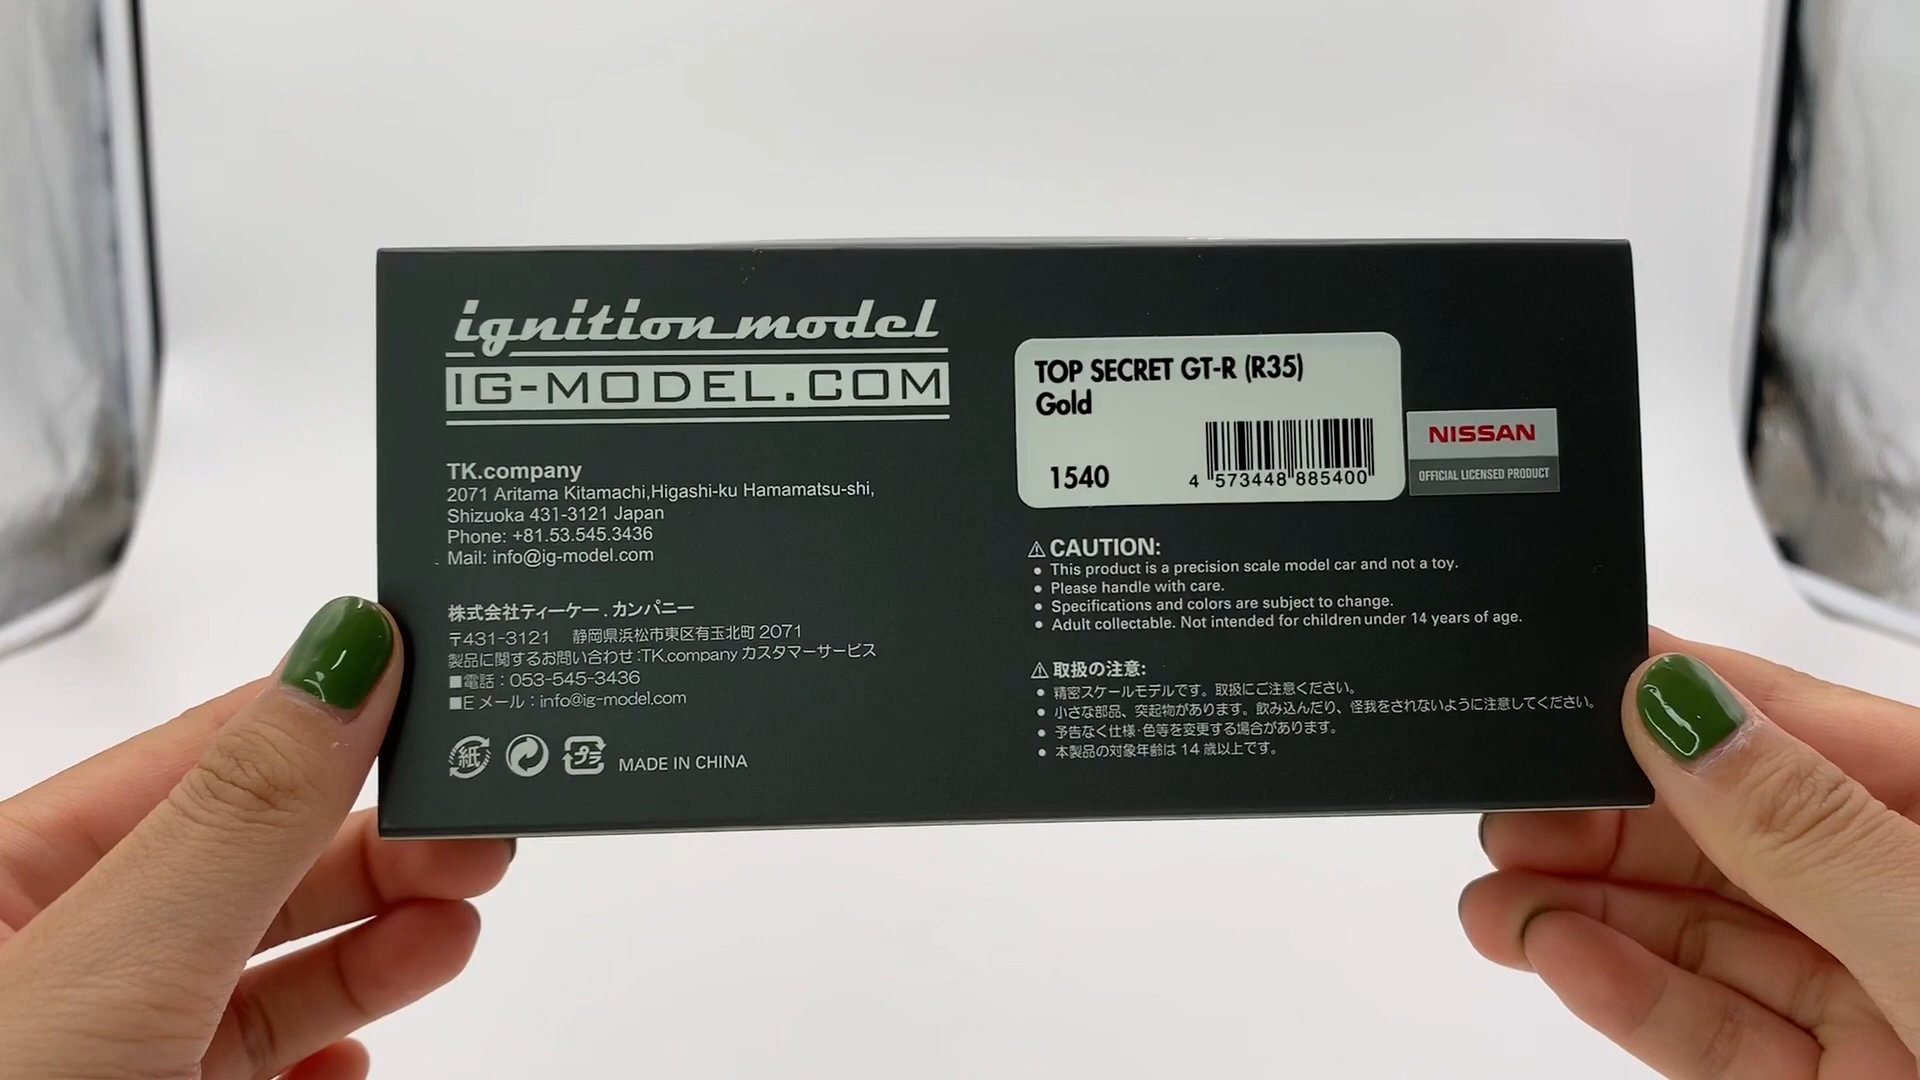 ignition model
IG-MODEL.COM
TK.company
2071 Aritama Kitamachi,Higashi-ku Hamamatsu-shi,
Shizuoka 431-3121 Japan
Phone: +81.53.545.3436
Mail: info@ig-model.com
株式会社ティーケー.カンパニー
〒431-3121 静岡県浜松市東区有玉北町 2071
製品に関するお問い合わせ:TK.company カスタマーサービス
■電話:053-545-3436
■E メール:info@ig-model.com
紙 プラ MADE IN CHINA
TOP SECRET GT-R (R35)
Gold
1540
4 573448 885400
NISSAN
OFFICIAL LICENSED PRODUCT
⚠ CAUTION:
● This product is a precision scale model car and not a toy.
● Please handle with care.
● Specifications and colors are subject to change.
● Adult collectable. Not intended for children under 14 years of age.
⚠ 取扱の注意:
● 精密スケールモデルです。取扱にご注意ください。
● 小さな部品、突起物があります。飲み込んだり、怪我をされないように注意してください。
● 予告なく仕様・色等を変更する場合があります。
● 本製品の対象年齢は 14 歳以上です。